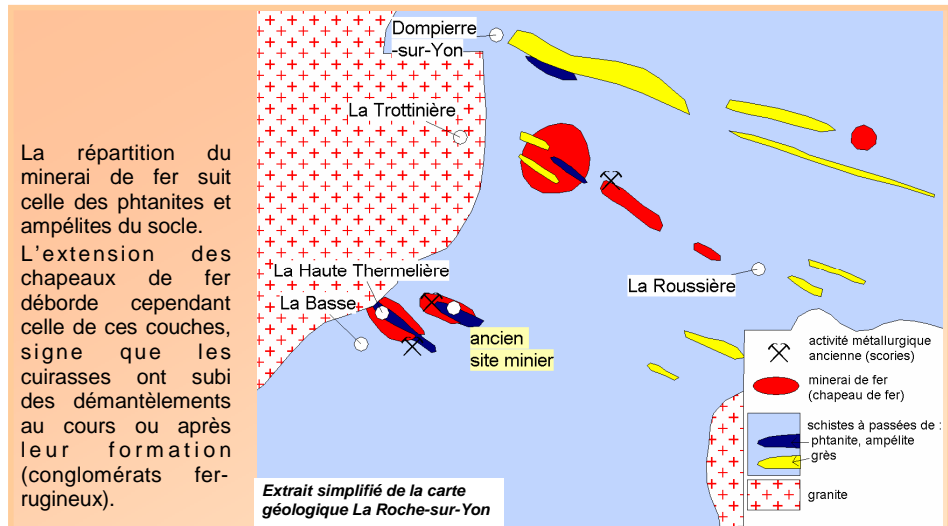 La répartition du
minerai de fer suit
celle des phtanites et
ampélites du socle.
L'extension des
chapeaux de fer
déborde cependant
celle de ces couches,
signe que les
cuirasses ont subi
des démantèlements
au cours ou après
leur formation
(conglomérats fer-
rugineux).
Dompierre
-sur-Yon
La Trottinière
La Haute Thermelière
La Basse
La Roussière
ancien
site minier
activité métallurgique
ancienne (scories)
minerai de fer
(chapeau de fer)
schistes à passées de :
phtanite, ampélite
grès
granite
Extrait simplifié de la carte
géologique La Roche-sur-Yon